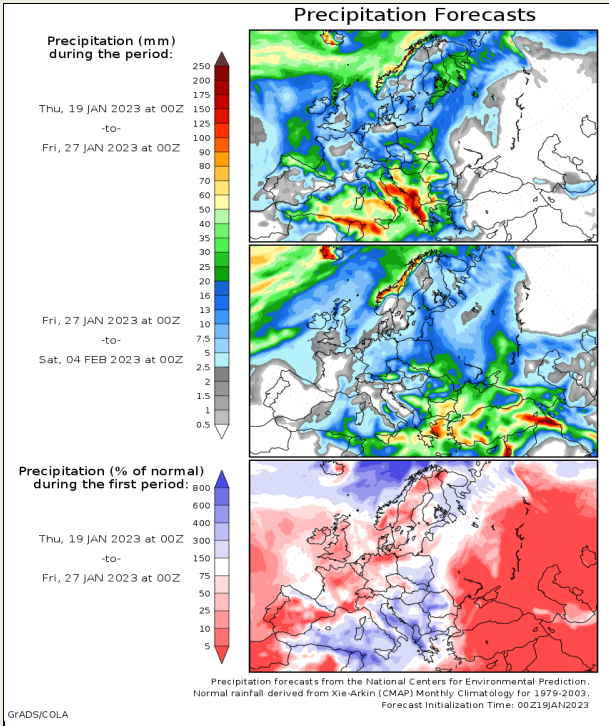 Precipitation Forecasts
Precipitation (mm)
during the period:
Thu, 19 JAN 2023 at 00Z
-to-
Fri, 27 JAN 2023 at 00Z
250
200
175
150
125
100
90
80
70
60
50
40
35
30
25
20
16
13
10
7.5
5
2.5
2
1.5
1
0.5
Fri, 27 JAN 2023 at 00Z
-to-
Sat, 04 FEB 2023 at 00Z
Precipitation (% of normal)
during the first period:
Thu, 19 JAN 2023 at 00Z
-to-
Fri, 27 JAN 2023 at 00Z
800
600
400
300
150
75
50
25
10
5
Precipitation forecasts from the National Centers for Environmental Prediction.
Normal rainfall derived from Xie-Arkin (CMAP) Monthly Climatology for 1979-2003.
Forecast Initialization Time: 00Z19JAN2023
GrADS/COLA